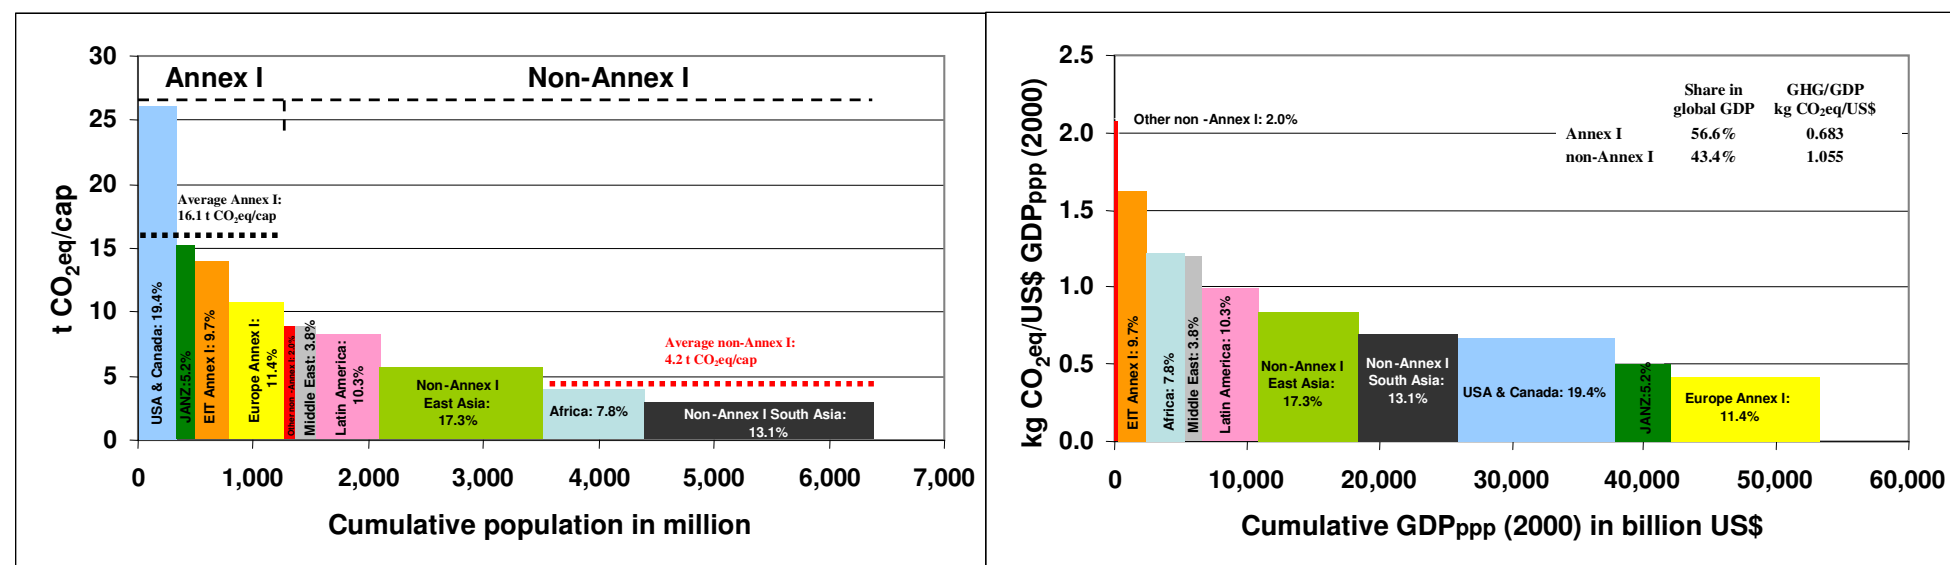 30
25
20
15
10
5
0
t CO₂eq/cap
Annex I
Non-Annex I
Average Annex I:
16.1 t CO₂eq/cap
USA & Canada: 19.4%
JANZ:5.2%
EIT Annex I: 9.7%
Europe Annex I:
11.4%
Other non -Annex I: 2.0%
Middle East: 3.8%
Latin America:
10.3%
Non-Annex I
East Asia:
17.3%
Average non-Annex I:
4.2 t CO₂eq/cap
Africa: 7.8%
Non-Annex I South Asia:
13.1%
0
1,000
2,000
3,000
4,000
5,000
6,000
7,000
Cumulative population in million
2.5
2.0
1.5
1.0
0.5
0.0
kg CO₂eq/US$ GDPppp (2000)
Share in GHG/GDP
global GDP kg CO₂eq/US$
Annex I 56.6% 0.683
non-Annex I 43.4% 1.055
Other non -Annex I: 2.0%
EIT Annex I: 9.7%
Africa: 7.8%
Middle East: 3.8%
Latin America: 10.3%
Non-Annex I
East Asia:
17.3%
Non-Annex I
South Asia:
13.1%
USA & Canada: 19.4%
JANZ:5.2%
Europe Annex I:
11.4%
0
10,000
20,000
30,000
40,000
50,000
60,000
Cumulative GDPppp (2000) in billion US$